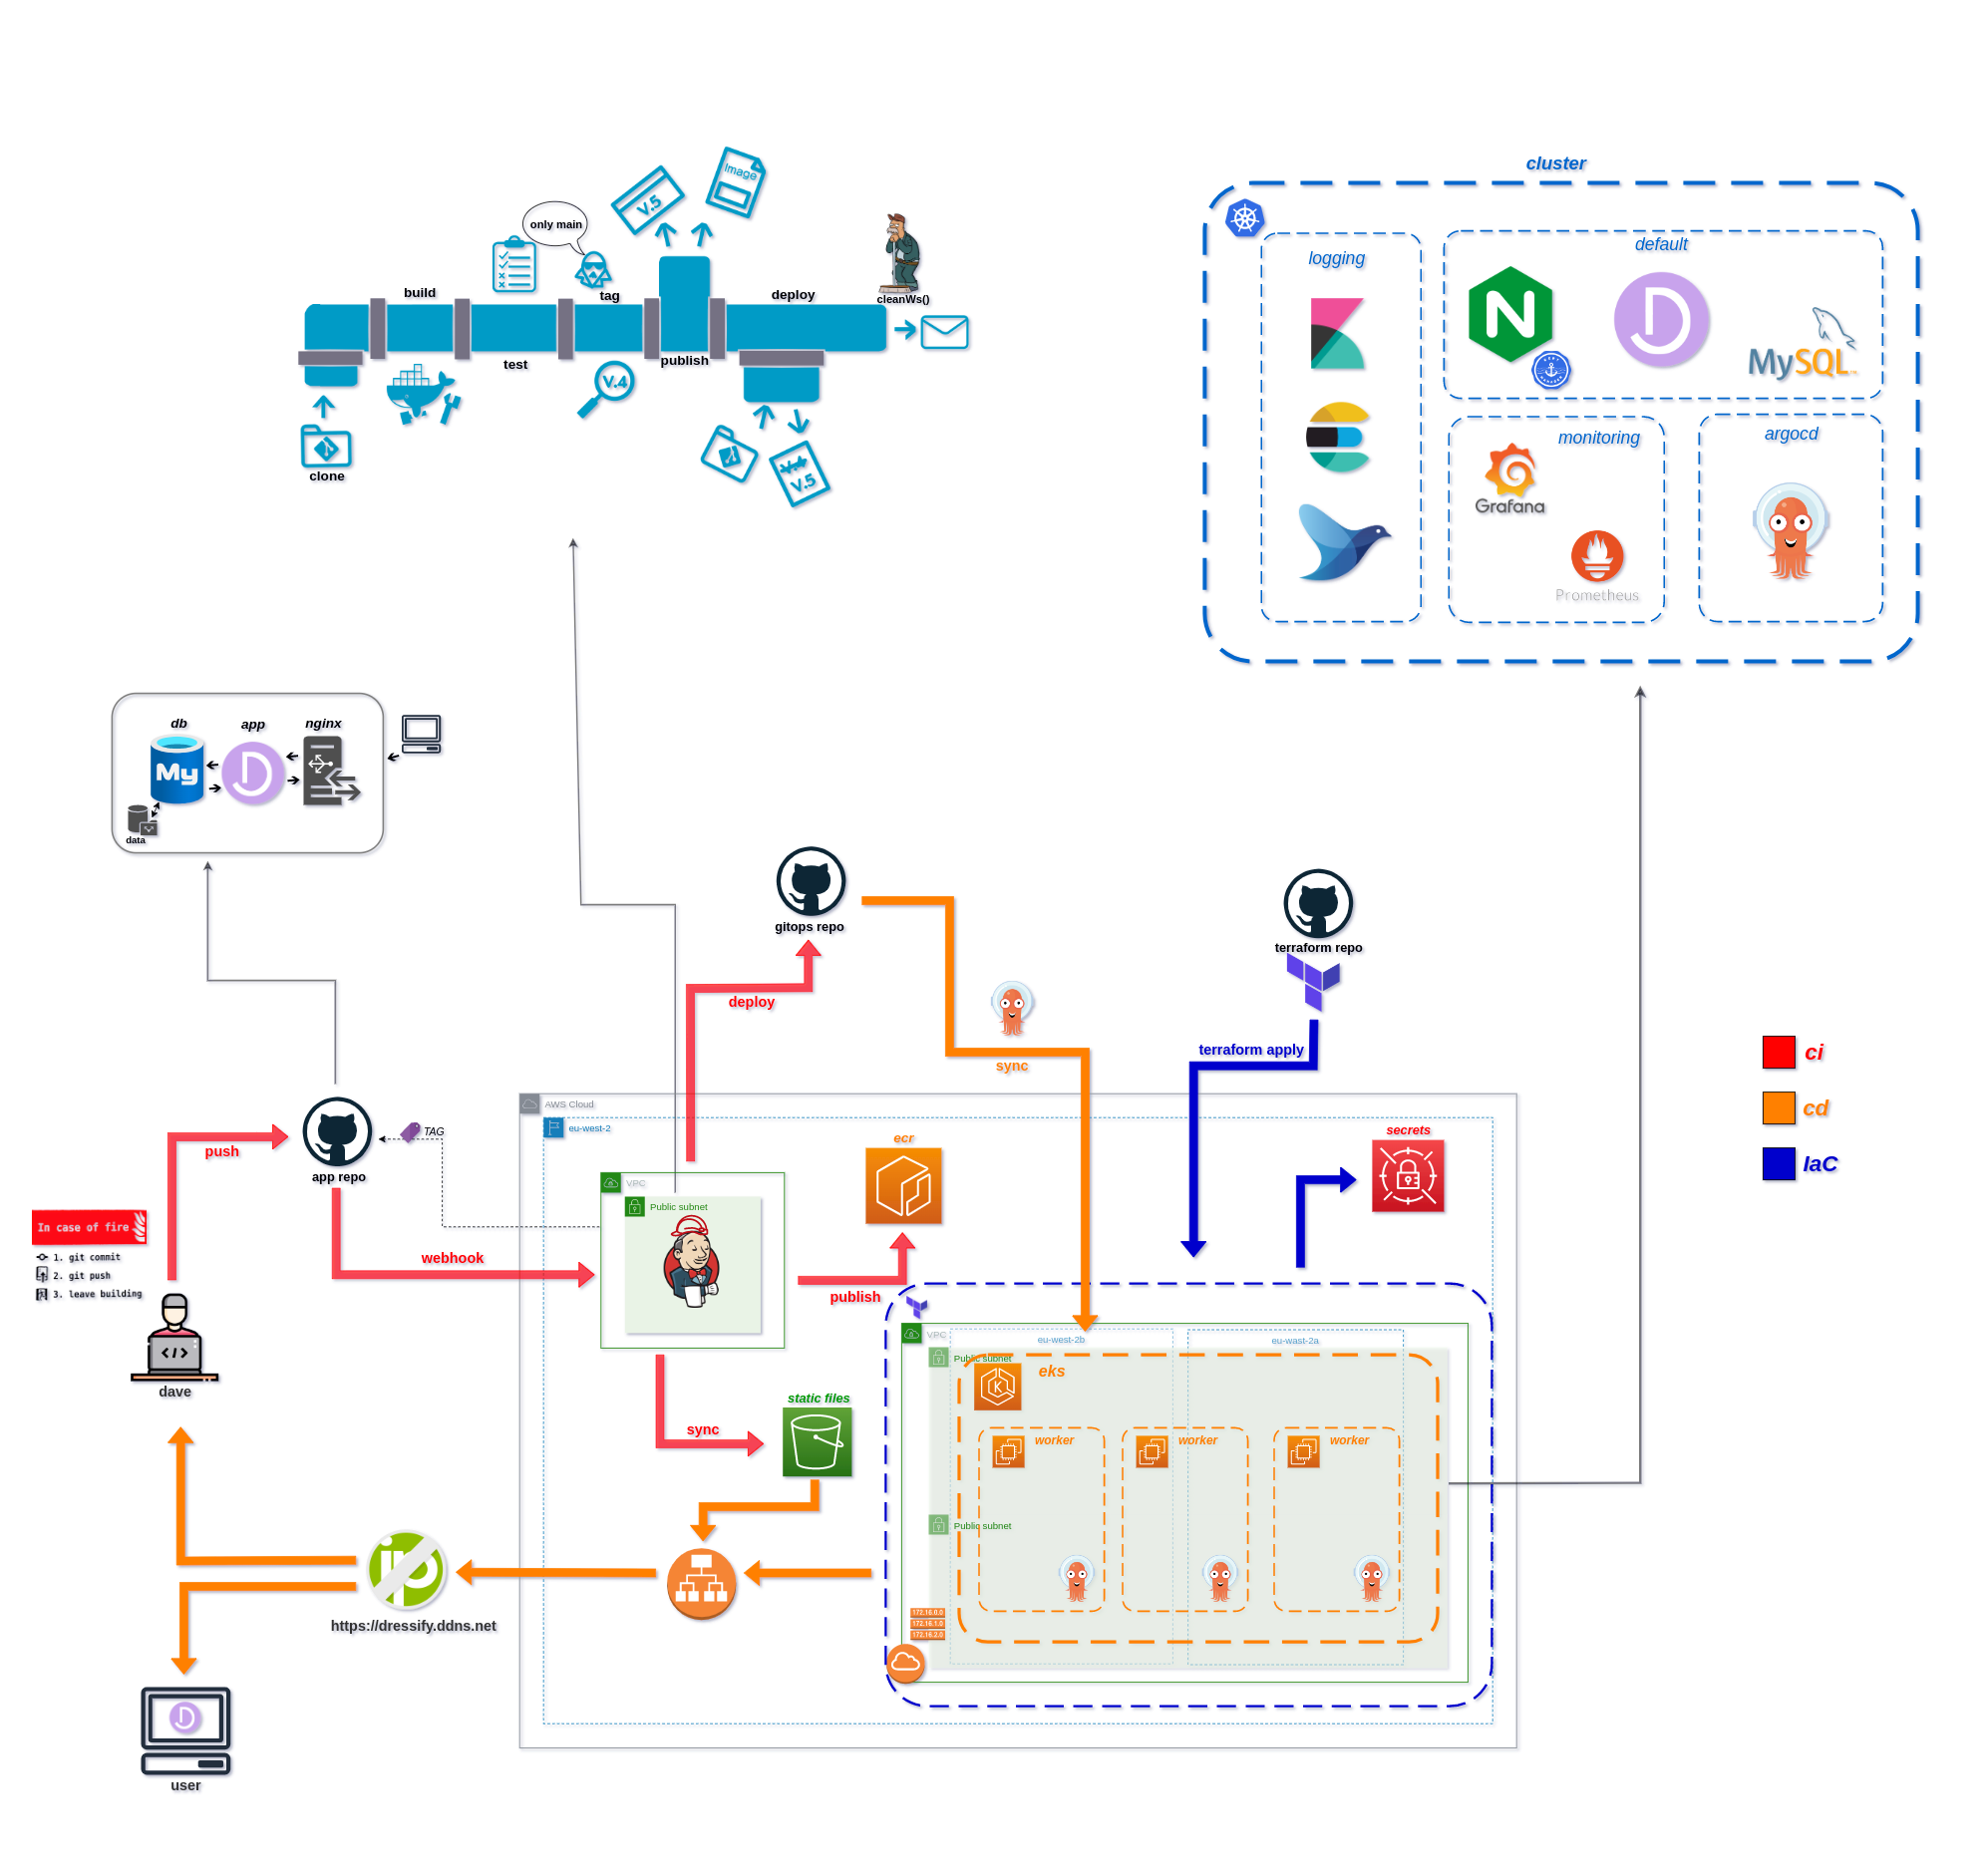 cluster
Image
V.5
only main
logging
default
build
tag
deploy
cleanWs()
MySQL
test
publish
V.4
monitoring
argocd
V.5
Grafana
clone
Prometheus
db
app
nginx
My
data
gitops repo
terraform repo
deploy
terraform apply
sync
ci
AWS Cloud
eu-west-2
cd
TAG
secrets
ecr
push
app repo
VPC
IaC
Public subnet
In case of fire
1. git commit
2. git push
3. leave building
webhook
publish
VPC
eu-west-2b
eu-wast-2a
Public subnet
eks
dave
static files
sync
worker
worker
worker
Public subnet
ip
172.16.0.0
172.16.1.0
172.16.2.0
https://dressify.ddns.net
user